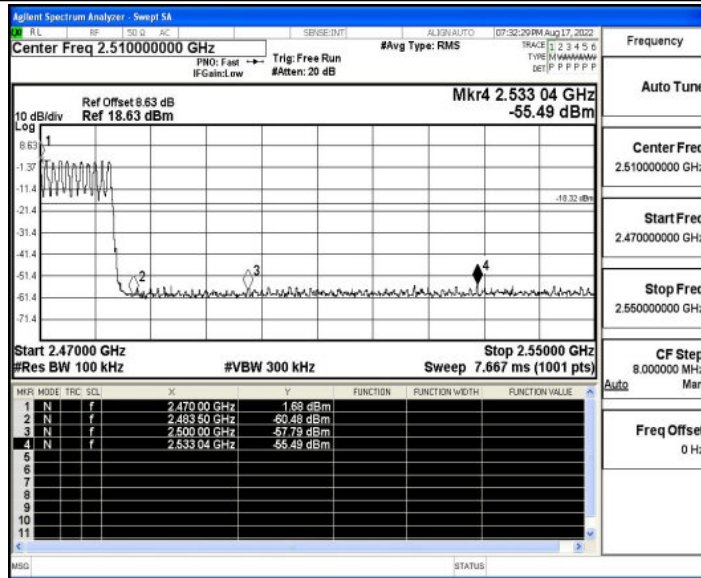 Agilent Spectrum Analyzer - Swept SA
RL RF 50 Ω AC SENSE:INT ALIGNAUTO 07:32:29 PM Aug 17, 2022
Center Freq 2.510000000 GHz
PNO: Fast
IFGain:Low
Trig: Free Run
#Atten: 20 dB
#Avg Type: RMS
TRACE 1 2 3 4 5 6
TYPE
DET P P P P P P
Ref Offset 8.63 dB
Ref 18.63 dBm
10 dB/div
Log
Mkr4 2.533 04 GHz
-55.49 dBm
8.63
-1.37
-11.4
-21.4
-31.4
-41.4
-51.4
-61.4
-71.4
1
2
3
4
-18.32 dBm
Start 2.47000 GHz
Stop 2.55000 GHz
#Res BW 100 kHz
#VBW 300 kHz
Sweep 7.667 ms (1001 pts)
MKR MODE TRC SCL X Y FUNCTION FUNCTION WIDTH FUNCTION VALUE
1 N f 2.470 00 GHz 1.68 dBm
2 N f 2.483 50 GHz -60.48 dBm
3 N f 2.500 00 GHz -57.79 dBm
4 N f 2.533 04 GHz -55.49 dBm
5
6
7
8
9
10
11
MSG
STATUS
Frequency
Auto Tune
Center Freq
2.510000000 GHz
Start Freq
2.470000000 GHz
Stop Freq
2.550000000 GHz
CF Step
8.000000 MHz
Auto Man
Freq Offset
0 Hz